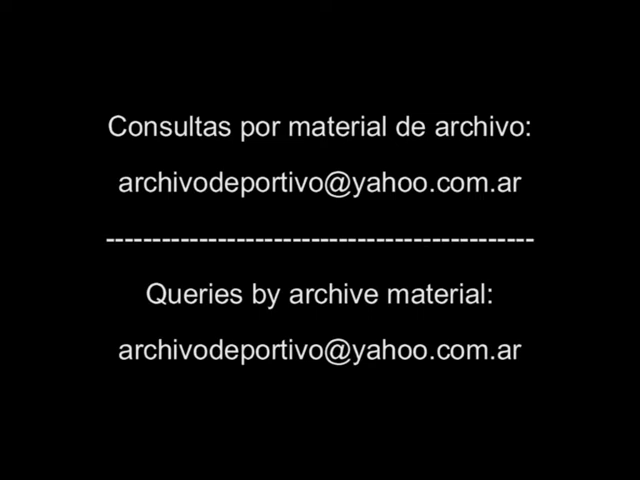 Consultas por material de archivo:
archivodeportivo@yahoo.com.ar
-----------------------------------------------
Queries by archive material:
archivodeportivo@yahoo.com.ar